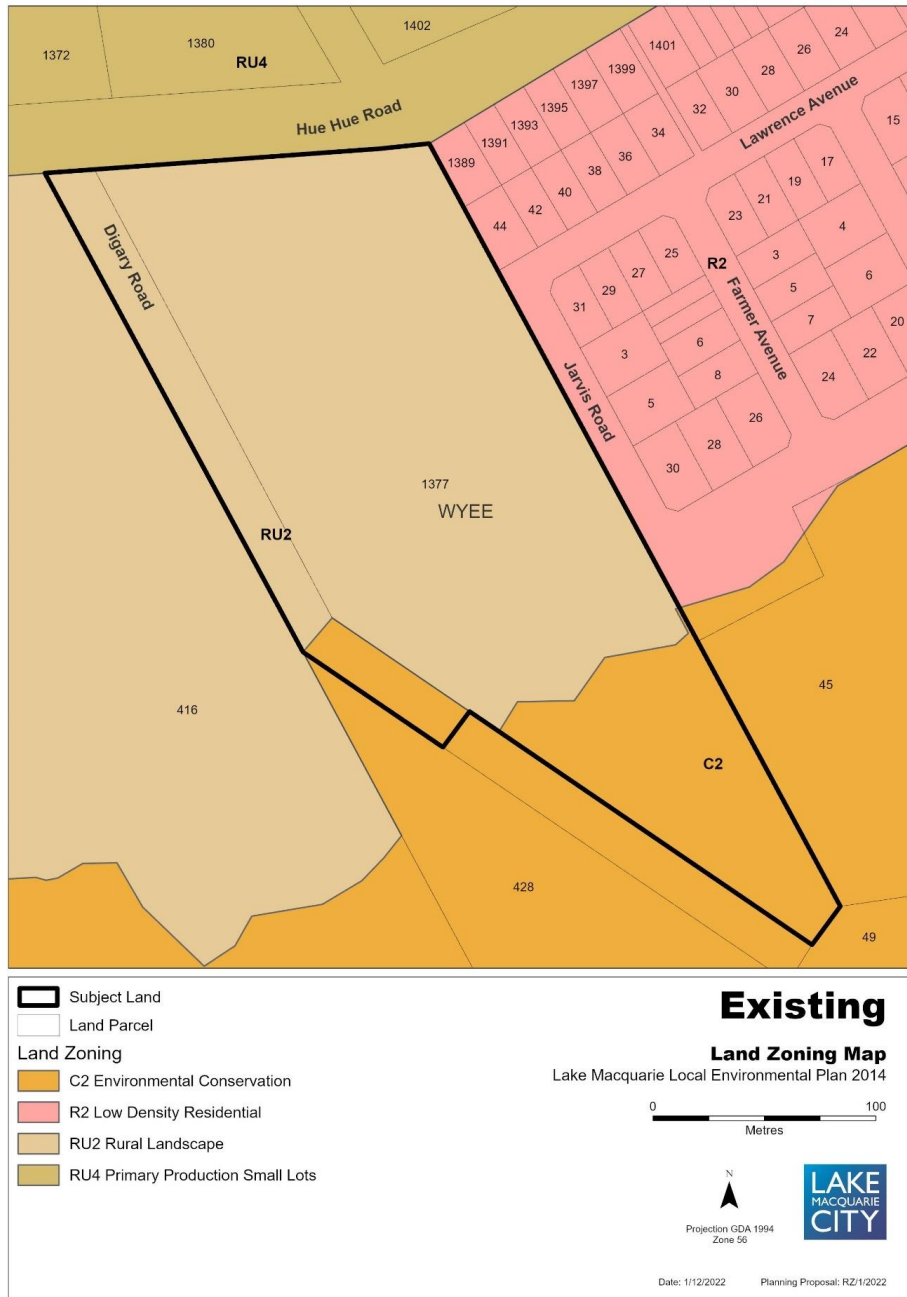 1372
1380
1402
RU4
Hue Hue Road
1401
24
26
28
30
32
1399
1397
1395
1393
1391
1389
34
36
38
40
42
44
Lawrence Avenue
15
17
19
21
23
4
3
5
7
6
20
22
24
R2
25
27
29
31
3
5
6
8
26
28
30
Farmer Avenue
Jarvis Road
Digary Road
1377
WYEE
RU2
416
45
C2
428
49
Subject Land
Land Parcel
Land Zoning
C2 Environmental Conservation
R2 Low Density Residential
RU2 Rural Landscape
RU4 Primary Production Small Lots
Existing
Land Zoning Map
Lake Macquarie Local Environmental Plan 2014
0 100
Metres
N
Projection GDA 1994
Zone 56
LAKE
MACQUARIE
CITY
Date: 1/12/2022 Planning Proposal: RZ/1/2022